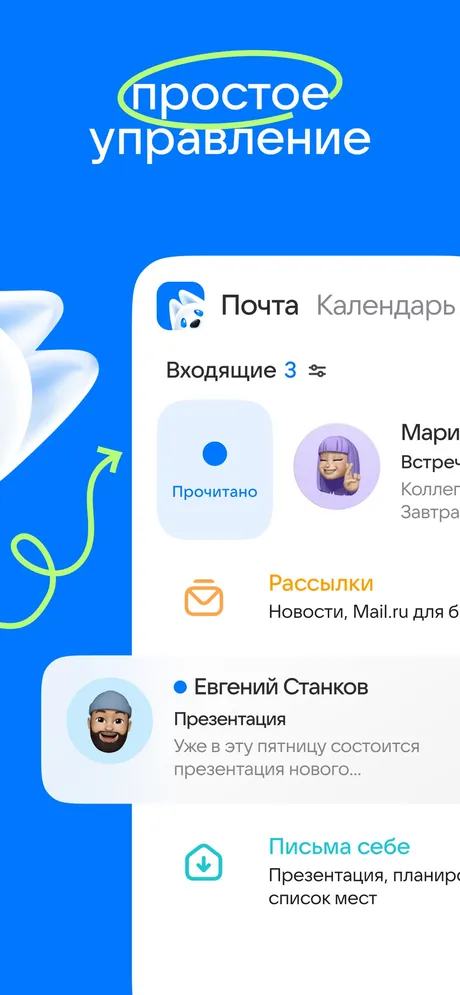 простое
управление
Почта Календарь
Входящие 3
Прочитано
Мари
Встреч
Коллег
Завтра
Рассылки
Новости, Mail.ru для б
Евгений Станков
Презентация
Уже в эту пятницу состоится
презентация нового...
Письма себе
Презентация, планиро
список мест